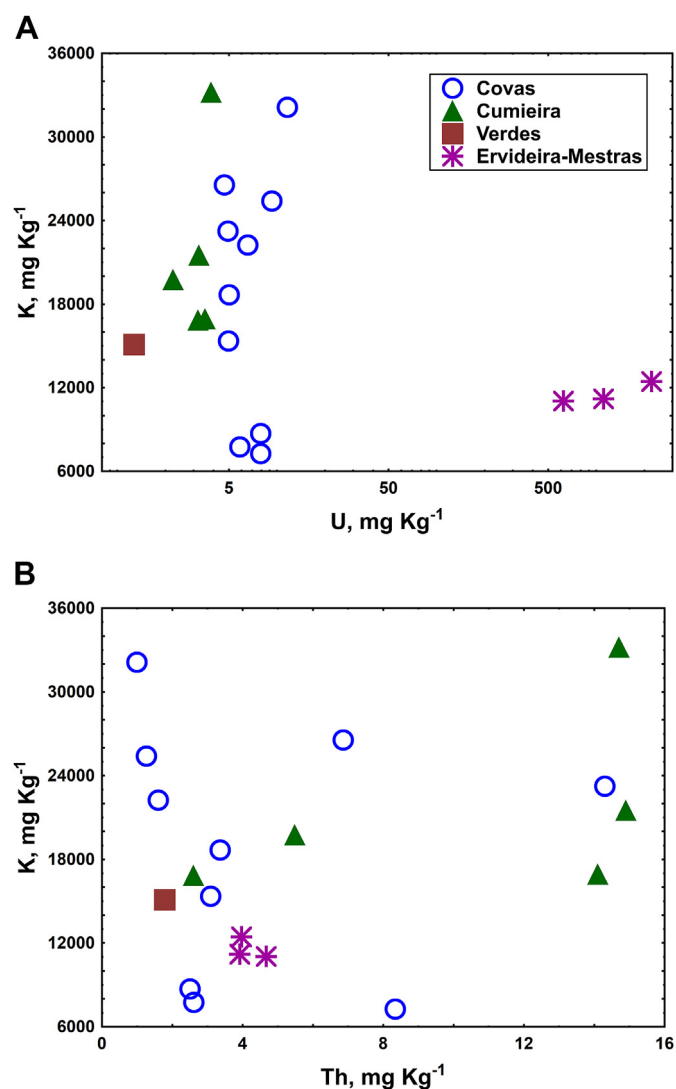 A
36000
30000
24000
18000
12000
6000
K, mg Kg-1
Covas
Cumieira
Verdes
Ervideira-Mestras
5 50 500
U, mg Kg-1
B
36000
30000
24000
18000
12000
6000
K, mg Kg-1
0 4 8 12 16
Th, mg Kg-1